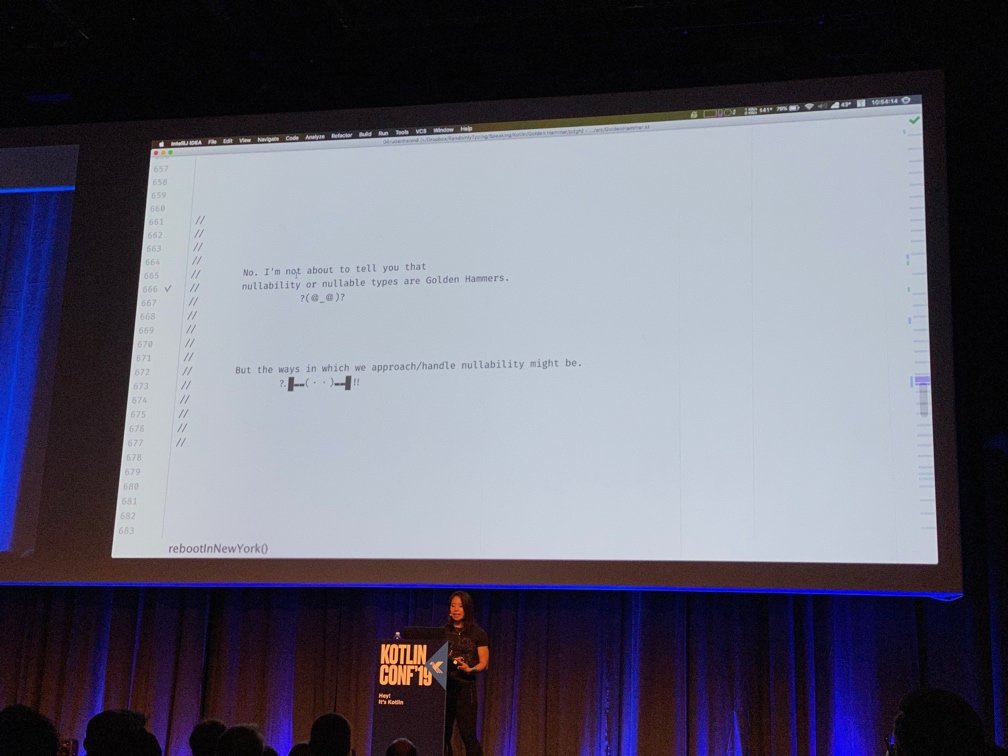 IntelliJ IDEA File Edit View Navigate Code Analyze Refactor Build Run Tools VCS Window Help
79% 43° 10:54:14
657
658
659
660
661 //
662 //
663 //
664 // No. I'm not about to tell you that
665 // nullability or nullable types are Golden Hammers.
666 // ?(@_@)?
667 //
668 //
669 //
670 //
671 // But the ways in which we approach/handle nullability might be.
672 // ?.█▬▬( · · )▬▬█!!
673 //
674 //
675 //
676 //
677 //
678
679
680
681
682
683
rebootInNewYork()
KOTLIN
CONF'19
Hey!
It's Kotlin